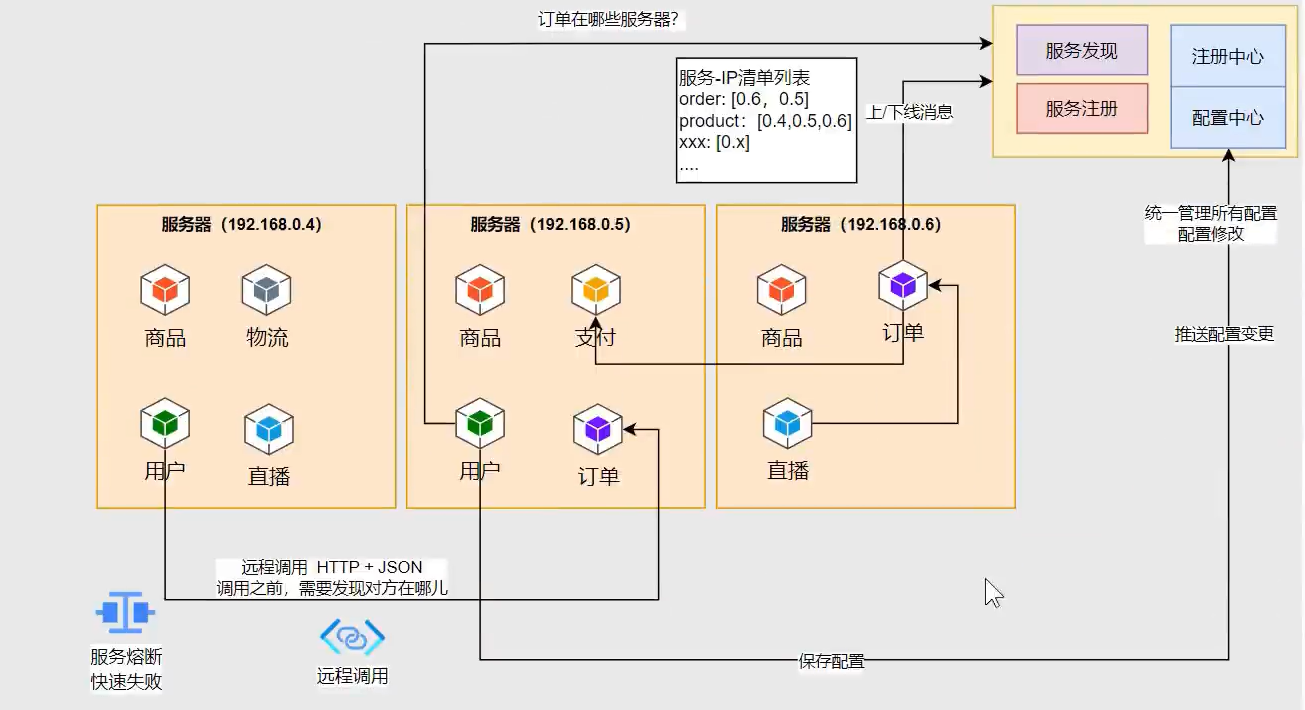 订单在哪些服务器？
服务发现
服务注册
注册中心
配置中心
服务-IP清单列表
order: [0.6，0.5]
product：[0.4,0.5,0.6]
xxx: [0.x]
....
上/下线消息
统一管理所有配置
配置修改
推送配置变更
服务器（192.168.0.4）
商品
物流
用户
直播
服务器（192.168.0.5）
商品
支付
用户
订单
服务器（192.168.0.6）
商品
订单
直播
远程调用 HTTP + JSON
调用之前，需要发现对方在哪儿
服务熔断
快速失败
远程调用
保存配置